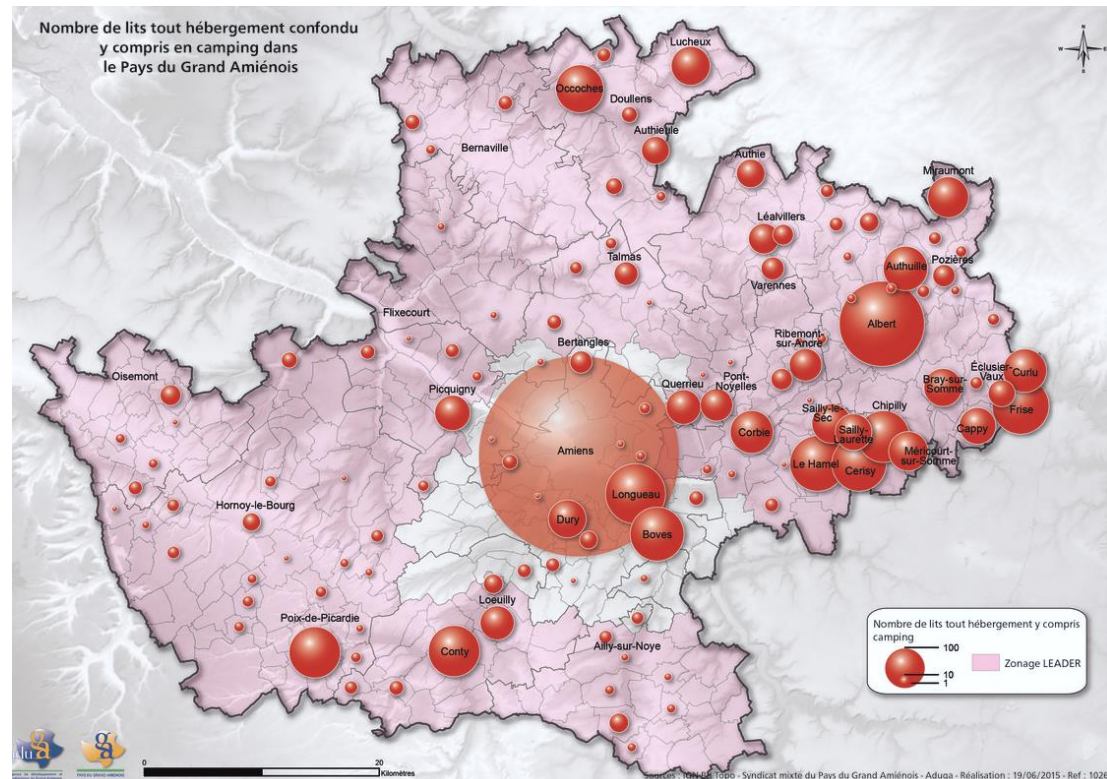 Nombre de lits tout hébergement confondu
y compris en camping dans
le Pays du Grand Amiénois
Lucheux
Occoches
Doullens
Authieule
Bernaville
Authie
Miraumont
Léalvillers
Talmas
Varennes
Authuille
Pozières
Flixecourt
Albert
Bertangles
Ribemont-
sur-Ancre
Oisemont
Picquigny
Querrieu
Pont-
Noyelles
Bray-sur-
Somme
Éclusier-
Vaux
Curlu
Frise
Cappy
Corbie
Sailly-le-
Sec
Chipilly
Sailly-
Laurette
Le Hamel
Cerisy
Méricourt-
sur-Somme
Amiens
Longueau
Dury
Boves
Hornoy-le-Bourg
Poix-de-Picardie
Loeuilly
Conty
Ailly-sur-Noye
Nombre de lits tout hébergement y compris
camping
100
10
1
Zonage LEADER
N
W
E
S
0
20
Kilomètres
PAYS DU GRAND AMIÉNOIS
Topo - Syndicat mixte du Pays du Grand Amiénois - Aduga - Réalisation : 19/06/2015 - Ref :